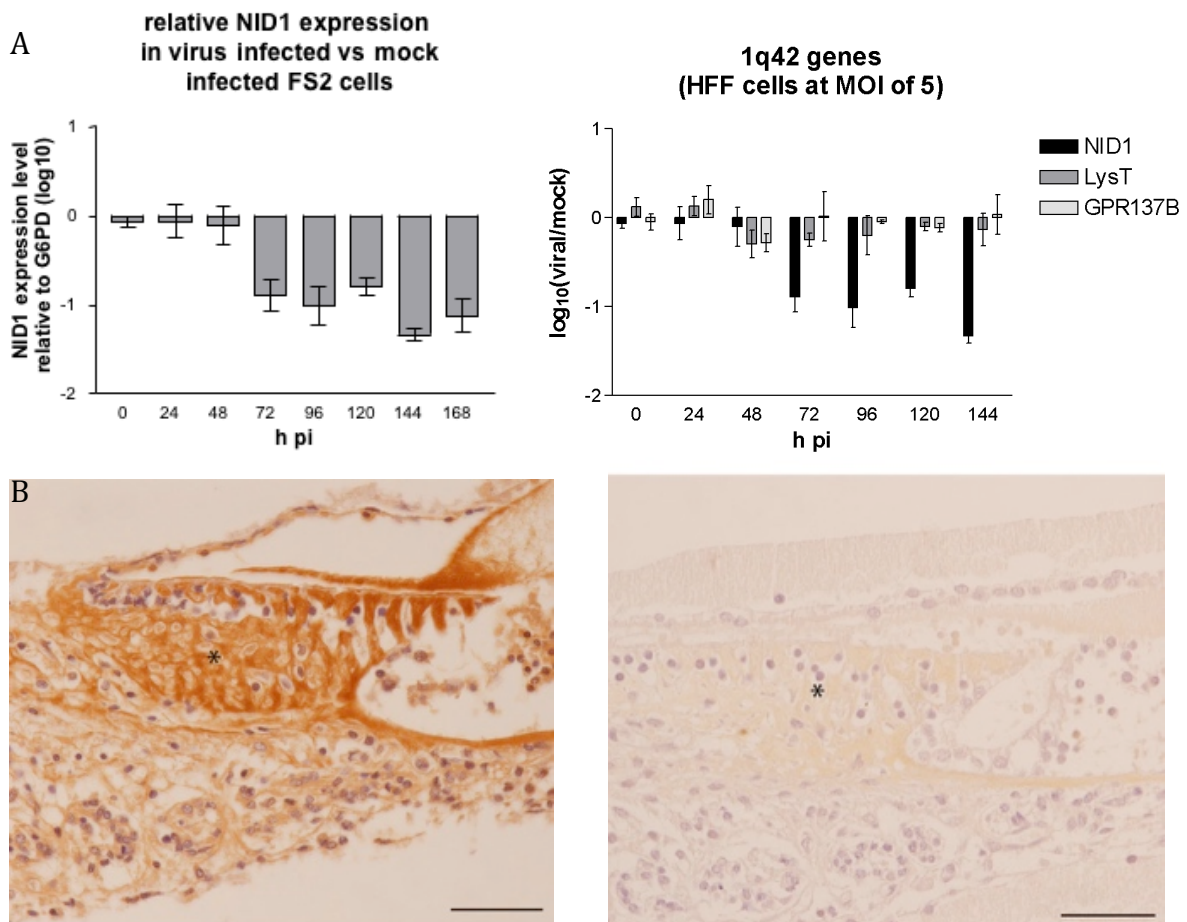 A
relative NID1 expression
in virus infected vs mock
infected FS2 cells
NID1 expression level
relative to G6PD (log10)
1
0
-1
-2
0 24 48 72 96 120 144 168
h pi
1q42 genes
(HFF cells at MOI of 5)
log10(viral/mock)
1
0
-1
-2
0 24 48 72 96 120 144
h pi
NID1
LysT
GPR137B
B
*
*